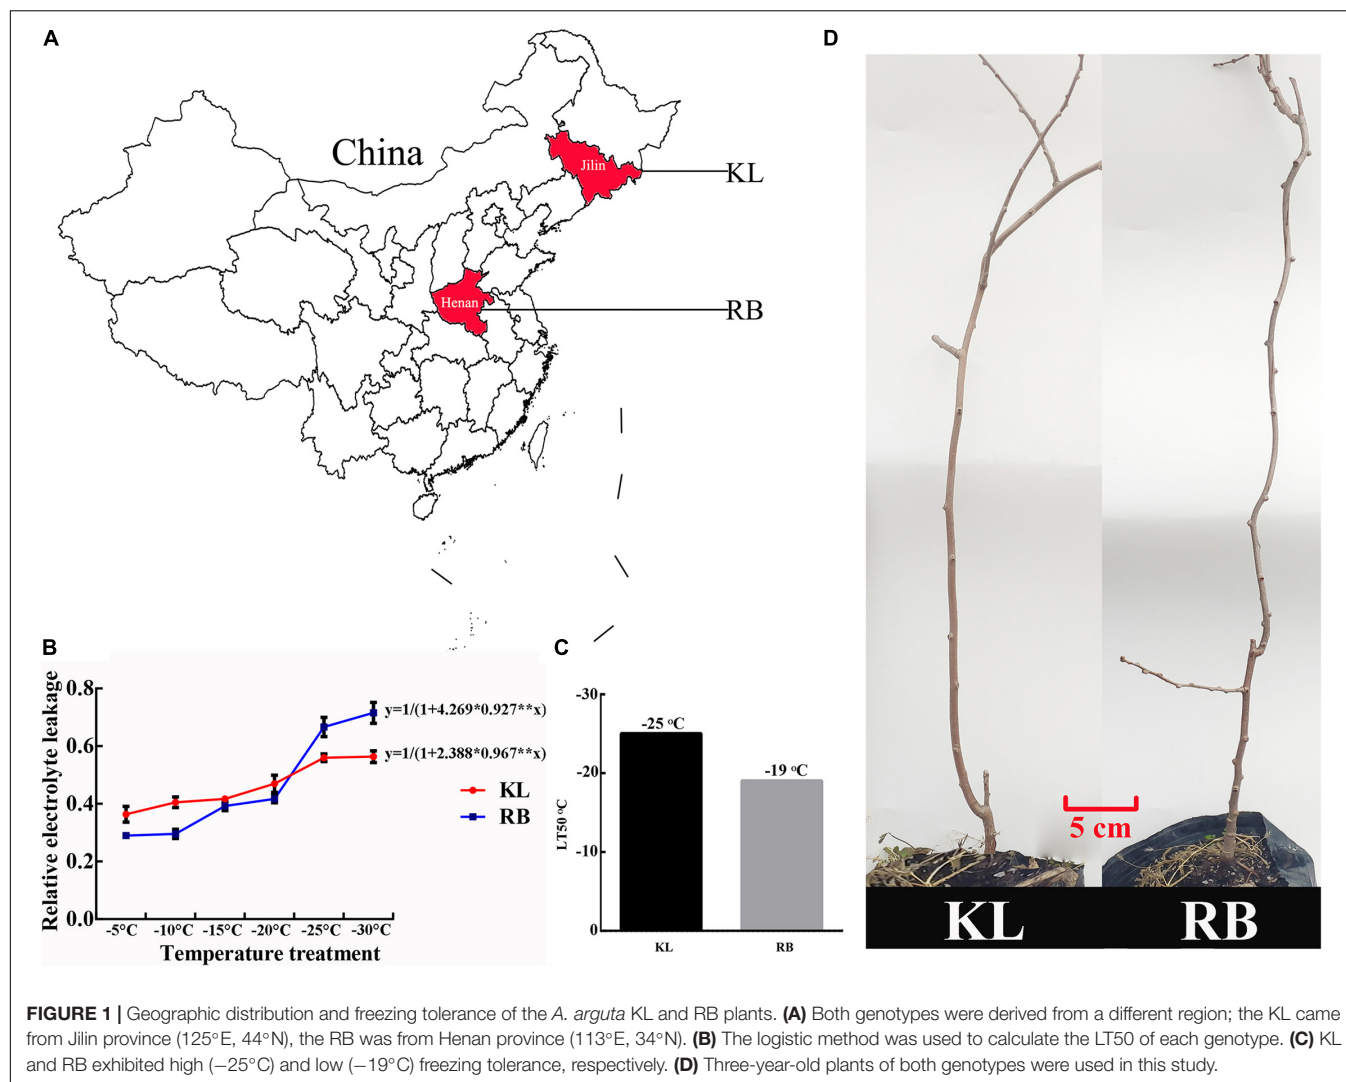 A
China
Jilin
KL
Henan
RB
B
Relative electrolyte leakage
0.8
0.6
0.4
0.2
0.0
y=1/(1+4.269*0.927**x)
y=1/(1+2.388*0.967**x)
KL
RB
-5°C -10°C -15°C -20°C -25°C -30°C
Temperature treatment
C
LT50 °C
-30
-20
-10
0
-25 °C
-19 °C
KL RB
D
5 cm
KL RB
FIGURE 1 | Geographic distribution and freezing tolerance of the A. arguta KL and RB plants. (A) Both genotypes were derived from a different region; the KL came
from Jilin province (125°E, 44°N), the RB was from Henan province (113°E, 34°N). (B) The logistic method was used to calculate the LT50 of each genotype. (C) KL
and RB exhibited high (−25°C) and low (−19°C) freezing tolerance, respectively. (D) Three-year-old plants of both genotypes were used in this study.